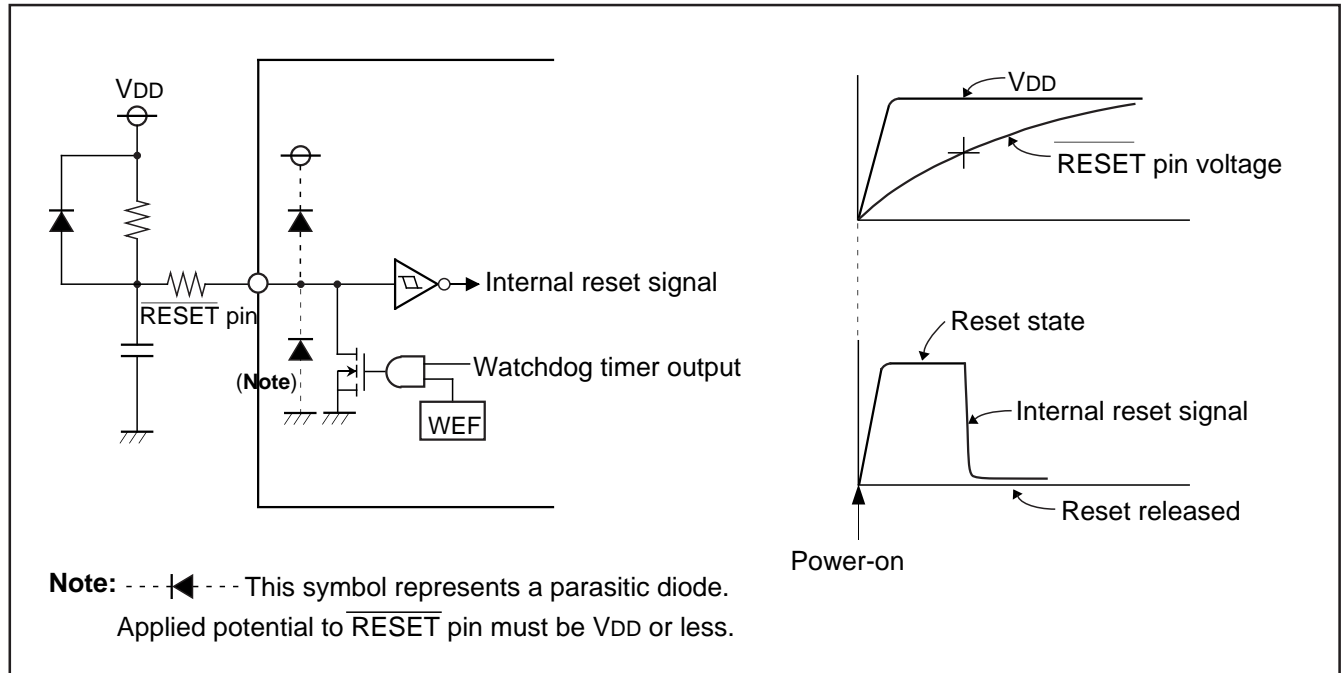 VDD
RESET pin
(Note)
Internal reset signal
Watchdog timer output
WEF
VDD
RESET pin voltage
Reset state
Internal reset signal
Reset released
Power-on
Note: This symbol represents a parasitic diode.
Applied potential to RESET pin must be VDD or less.